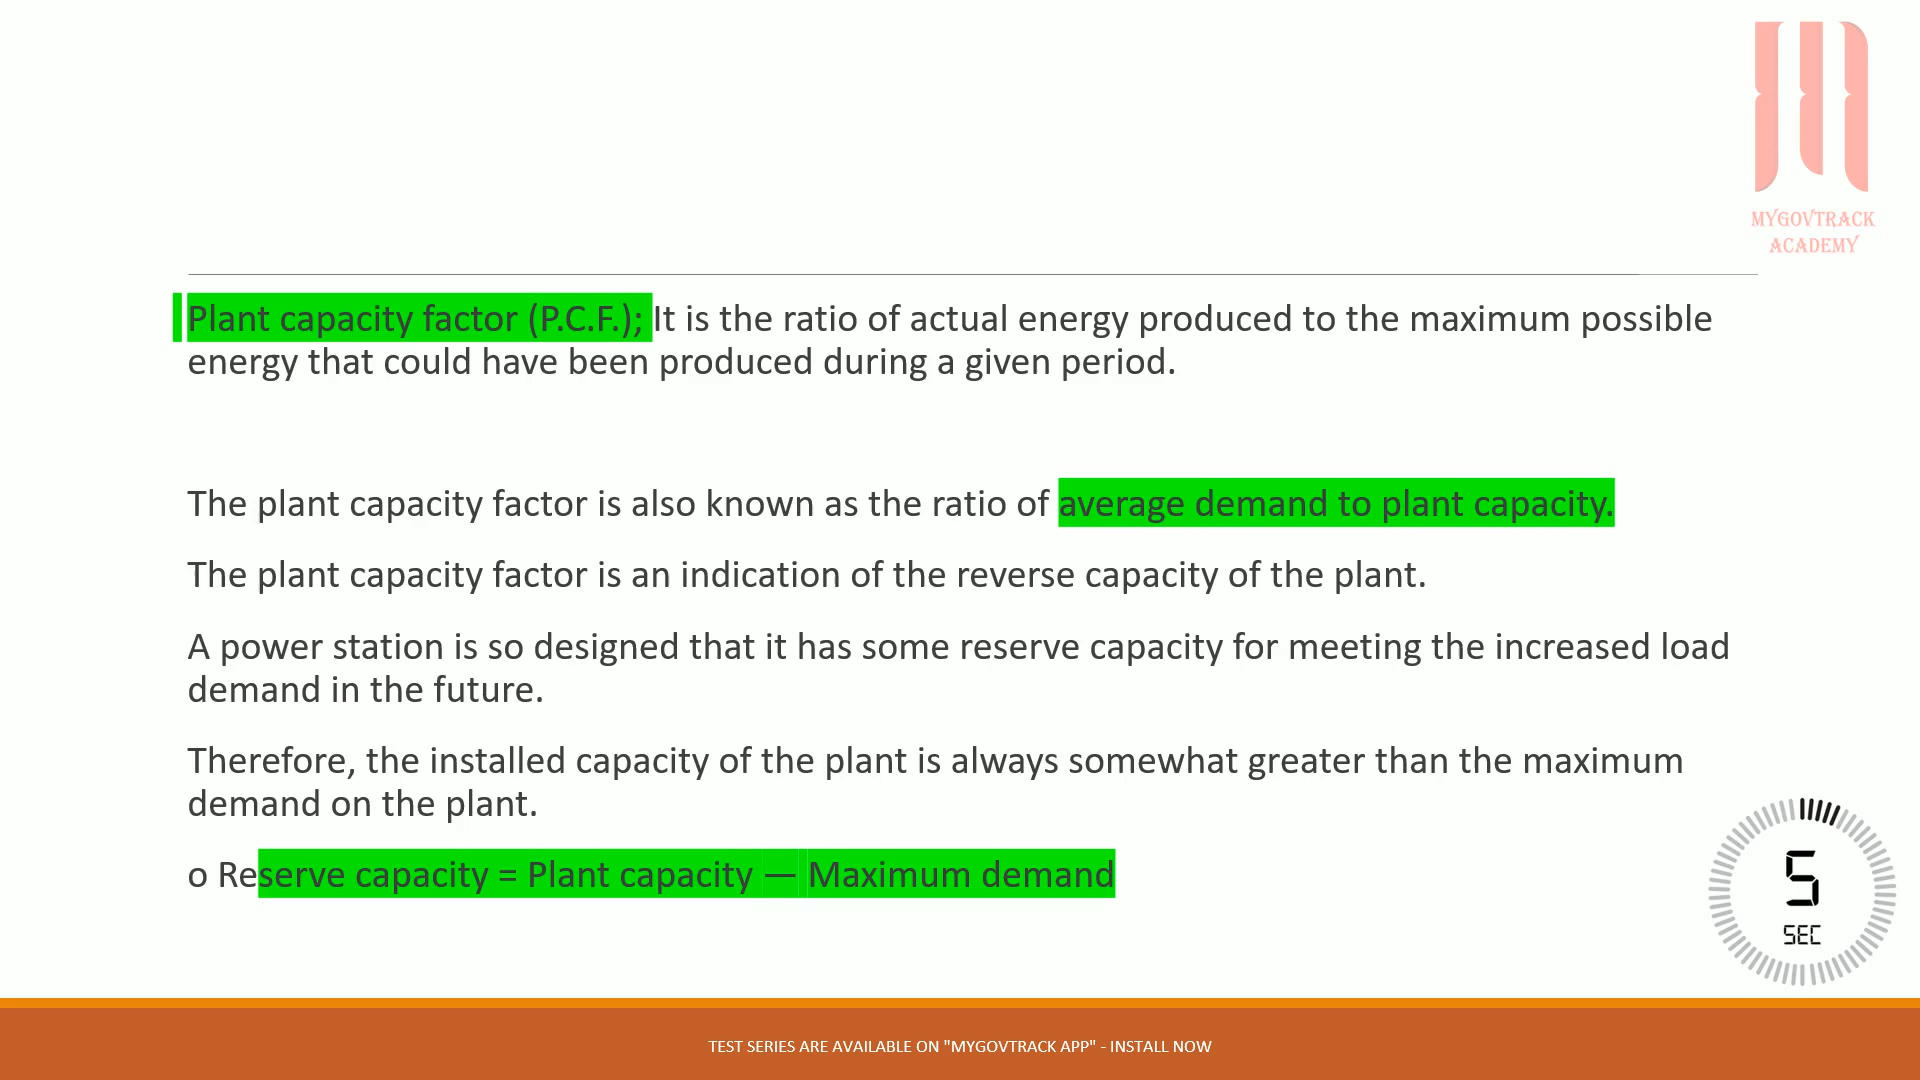 MYGOVTRACK
ACADEMY
Plant capacity factor (P.C.F.); It is the ratio of actual energy produced to the maximum possible
energy that could have been produced during a given period.
The plant capacity factor is also known as the ratio of average demand to plant capacity.
The plant capacity factor is an indication of the reverse capacity of the plant.
A power station is so designed that it has some reserve capacity for meeting the increased load
demand in the future.
Therefore, the installed capacity of the plant is always somewhat greater than the maximum
demand on the plant.
o Reserve capacity = Plant capacity — Maximum demand
5
SEC
TEST SERIES ARE AVAILABLE ON "MYGOVTRACK APP" - INSTALL NOW